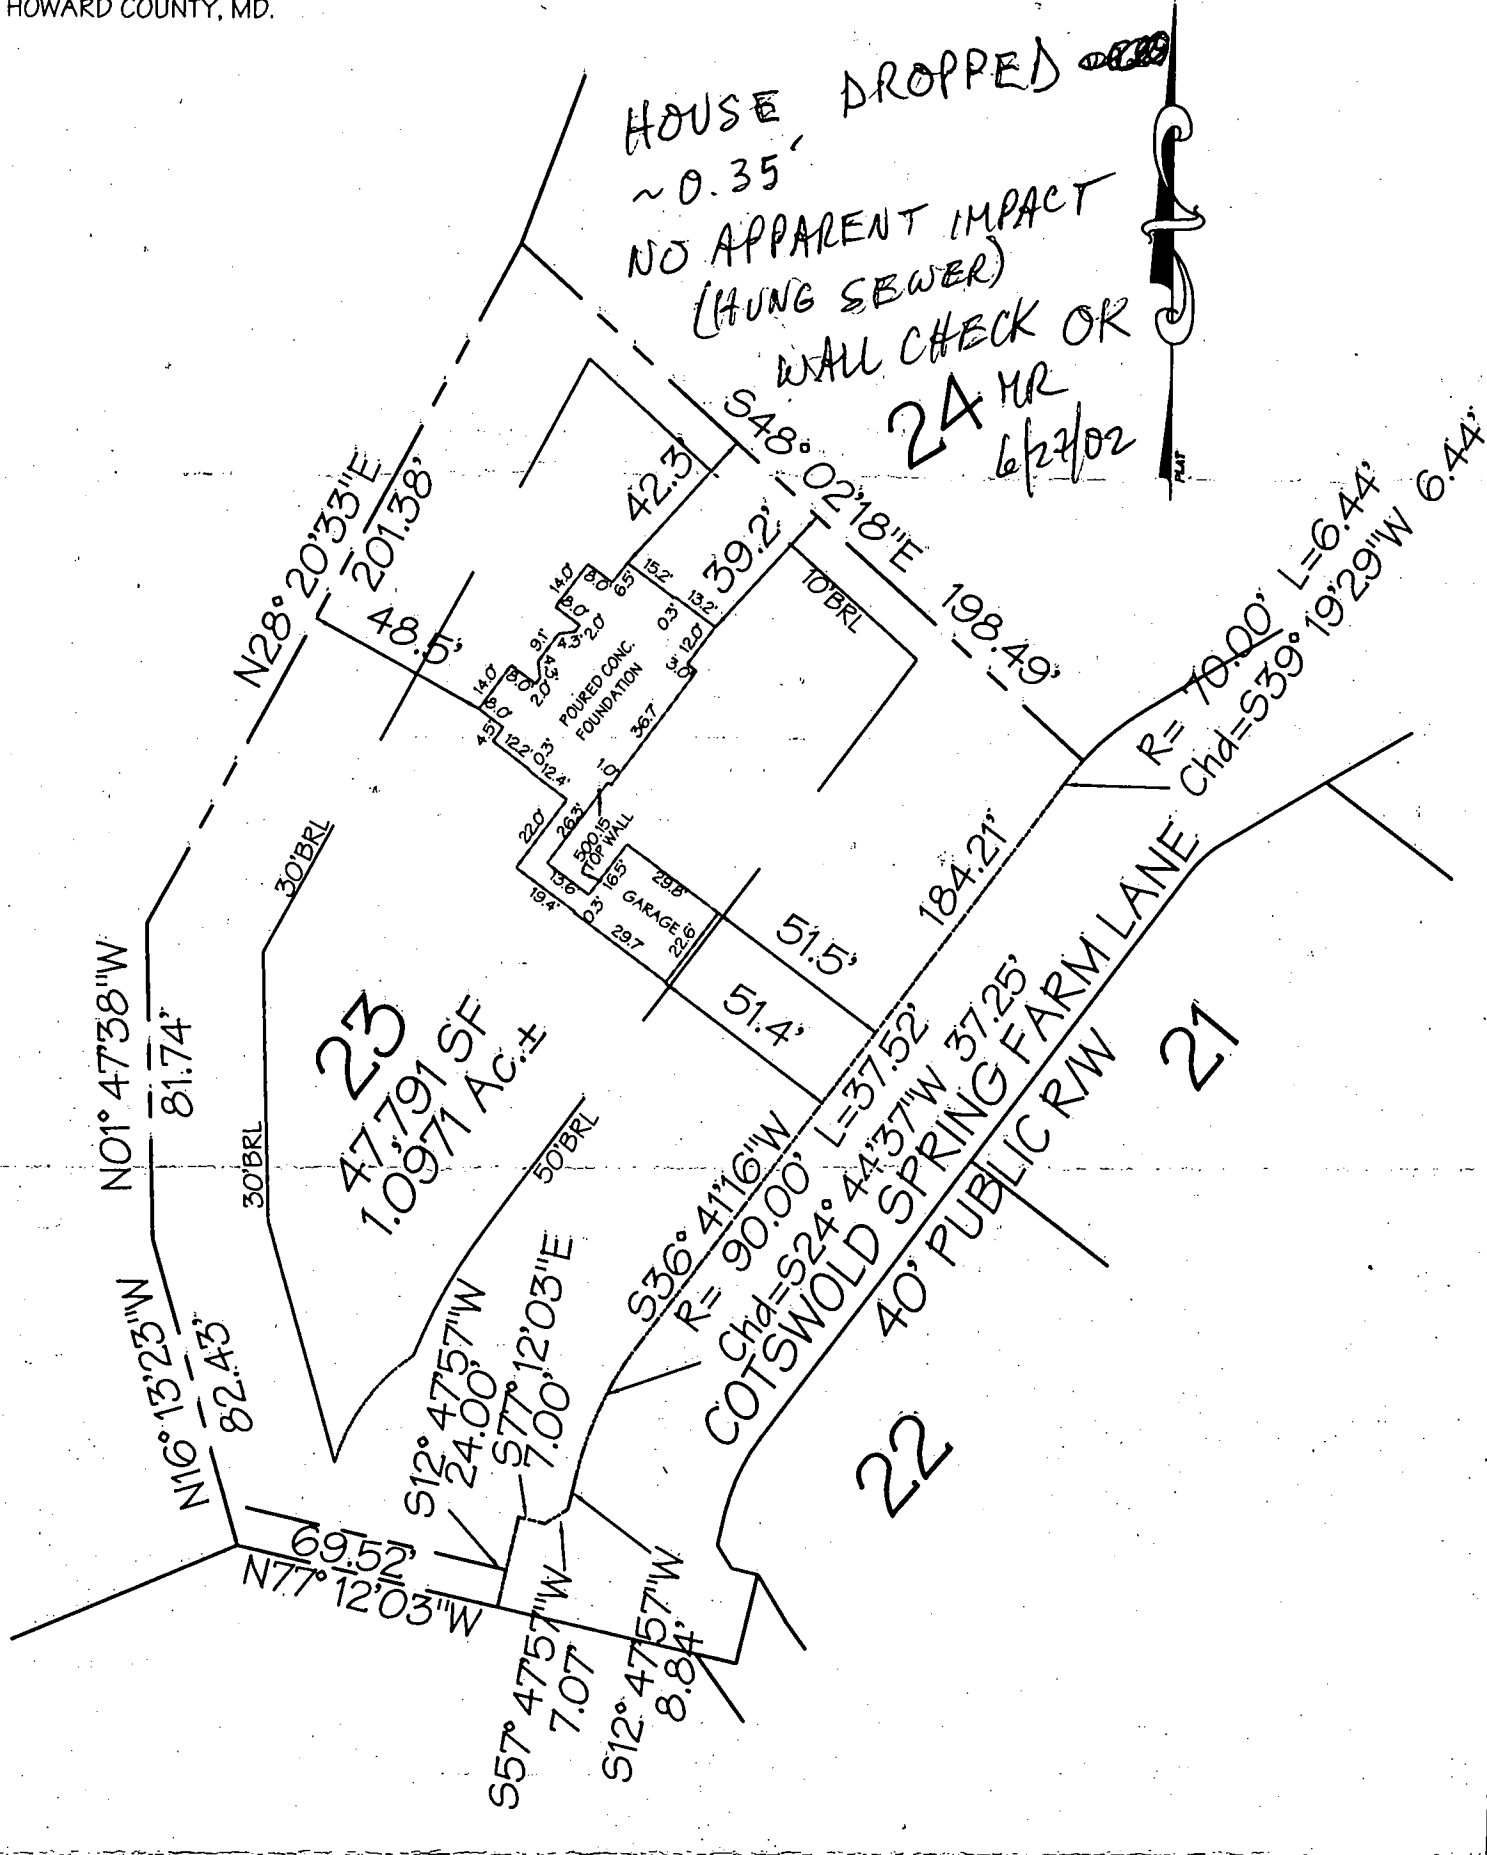 HOWARD COUNTY, MD.
HOUSE DROPPED
~0.35'
NO APPARENT IMPACT
(HUNG SEWER)
WALL CHECK OK
MR
6/27/02
24
PLAT
S48° 02'18"E 198.49'
N28° 20'33"E
201.38'
42.3'
39.2'
48.5'
10'BRL
14.0'
8.0'
6.5'
15.2'
13.2'
0.3'
12.0'
3.0'
8.0'
2.0'
4.3'
9.1'
14.0'
8.0'
2.0'
8.0'
4.5'
12.2'
0.3'
12.4'
POURED CONC.
FOUNDATION
36.7'
1.0'
22.0'
26.3'
500.15
TOP WALL
13.6'
16.5'
19.4'
0.3'
29.8'
GARAGE
29.7'
22.6'
51.5'
51.4'
R= 70.00' L=6.44'
Chd=S39° 19'29"W 6.44'
184.21'
S36° 41'16"W
R= 90.00' L=37.52'
Chd=S24° 44'37"W 37.25'
COTSWOLD SPRING FARM LANE
40' PUBLIC R/W
21
22
30'BRL
30'BRL
50'BRL
23
47,791 SF
1.0971 Ac.±
N01° 47'38"W
81.74'
N16° 13'23"W
82.43'
69.52'
N77° 12'03"W
S12° 47'57"W
24.00'
S77° 12'03"E
7.00'
S57° 47'57"W
7.07'
S12° 47'57"W
8.84'